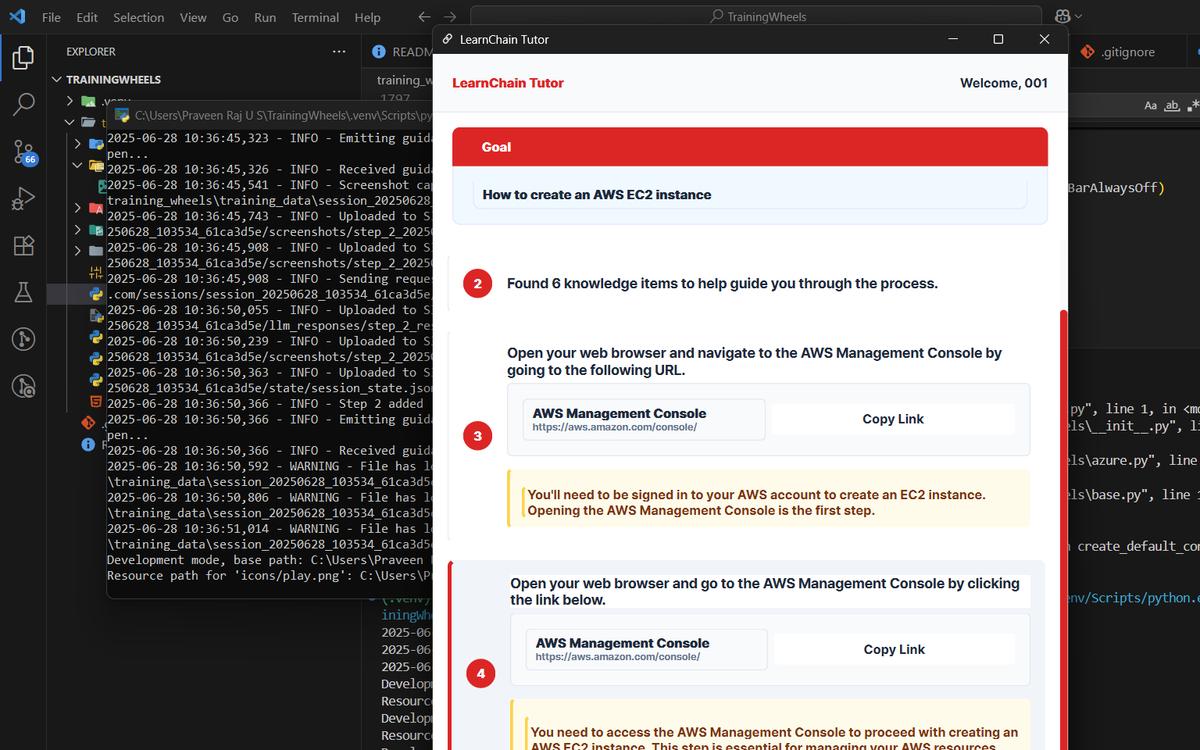 File Edit Selection View Go Run Terminal Help
TrainingWheels
EXPLORER
README
.gitignore
TRAININGWHEELS
.venv
training_w
1797
C:\Users\Praveen Raj U S\TrainingWheels\.venv\Scripts\py
2025-06-28 10:36:45,323 - INFO - Emitting guida
pen...
2025-06-28 10:36:45,326 - INFO - Received guida
2025-06-28 10:36:45,541 - INFO - Screenshot cap
training_wheels\training_data\session_20250628_
2025-06-28 10:36:45,743 - INFO - Uploaded to S
250628_103534_61ca3d5e/screenshots/step_2_2025
2025-06-28 10:36:45,908 - INFO - Uploaded to S
250628_103534_61ca3d5e/screenshots/step_2_2025
2025-06-28 10:36:45,908 - INFO - Sending reque
.com/sessions/session_20250628_103534_61ca3d5e
2025-06-28 10:36:50,055 - INFO - Uploaded to S
250628_103534_61ca3d5e/llm_responses/step_2_res
2025-06-28 10:36:50,239 - INFO - Uploaded to S
250628_103534_61ca3d5e/screenshots/step_2_2025
2025-06-28 10:36:50,363 - INFO - Uploaded to S
250628_103534_61ca3d5e/state/session_state.json
2025-06-28 10:36:50,366 - INFO - Step 2 added
2025-06-28 10:36:50,366 - INFO - Emitting guida
pen...
2025-06-28 10:36:50,366 - INFO - Received guida
2025-06-28 10:36:50,592 - WARNING - File has l
\training_data\session_20250628_103534_61ca3d5e
2025-06-28 10:36:50,806 - WARNING - File has l
\training_data\session_20250628_103534_61ca3d5e
2025-06-28 10:36:51,014 - WARNING - File has l
\training_data\session_20250628_103534_61ca3d5e
Development mode, base path: C:\Users\Praveen
Resource path for 'icons/play.png': C:\Users\P
66
LearnChain Tutor
LearnChain Tutor
Welcome, 001
Goal
How to create an AWS EC2 instance
2
Found 6 knowledge items to help guide you through the process.
3
Open your web browser and navigate to the AWS Management Console by
going to the following URL.
AWS Management Console
https://aws.amazon.com/console/
Copy Link
You'll need to be signed in to your AWS account to create an EC2 instance.
Opening the AWS Management Console is the first step.
4
Open your web browser and go to the AWS Management Console by clicking
the link below.
AWS Management Console
https://aws.amazon.com/console/
Copy Link
You need to access the AWS Management Console to proceed with creating an
AWS EC2 instance. This step is essential for managing your AWS resources
Aa ab
BarAlwaysOff)
py", line 1, in <mo
els\__init__.py", li
els\azure.py", line
els\base.py", line 1
n create_default_con
env/Scripts/python.e
(.venv)
iningWh
2025-06
2025-06
2025-06
Develop
Resourc
Develop
Resourc